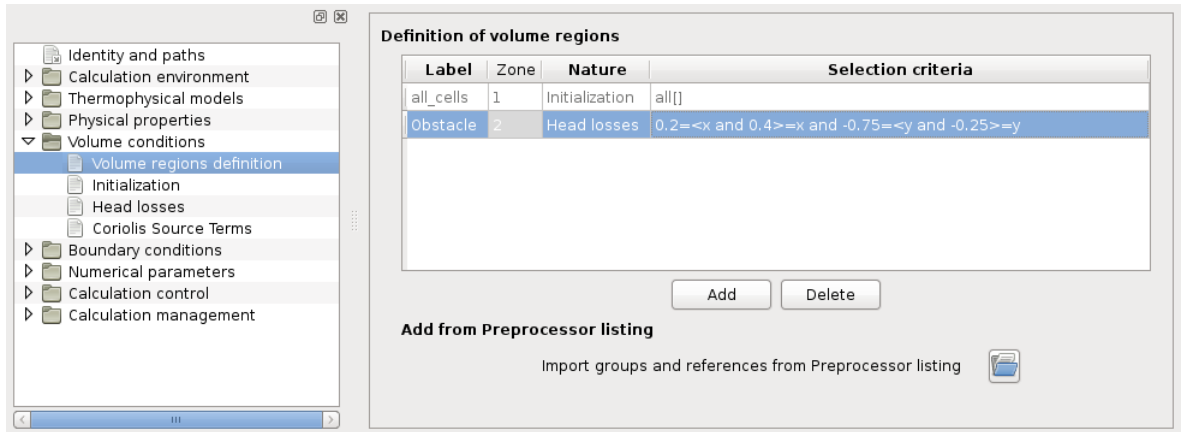 Identity and paths
Calculation environment
Thermophysical models
Physical properties
Volume conditions
Volume regions definition
Initialization
Head losses
Coriolis Source Terms
Boundary conditions
Numerical parameters
Calculation control
Calculation management
Definition of volume regions
Label Zone Nature Selection criteria
all_cells 1 Initialization all[]
Obstacle 2 Head losses 0.2=<x and 0.4>=x and -0.75=<y and -0.25>=y
Add Delete
Add from Preprocessor listing
Import groups and references from Preprocessor listing